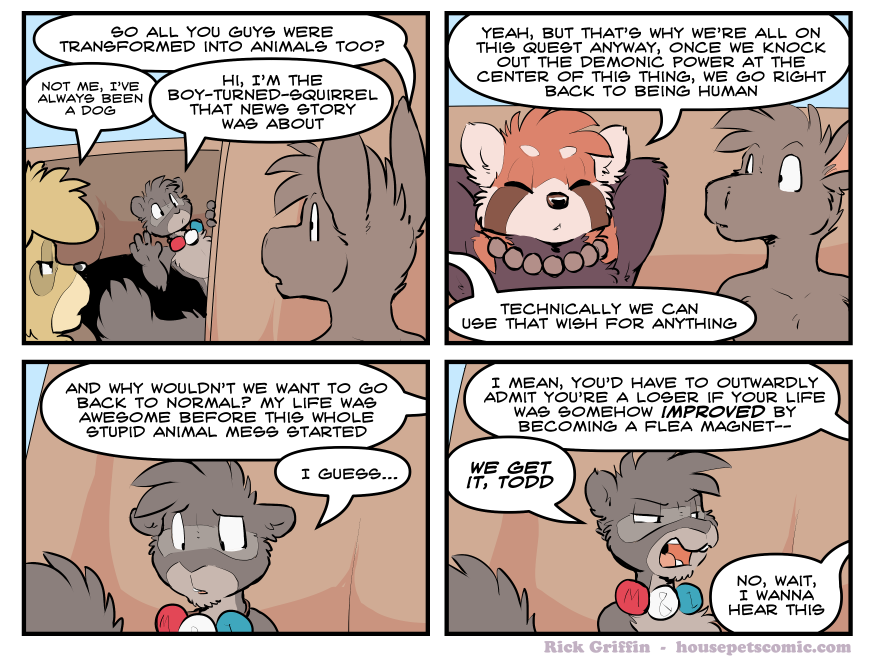 SO ALL YOU GUYS WERE
TRANSFORMED INTO ANIMALS TOO?
NOT ME, I'VE
ALWAYS BEEN
A DOG
HI, I'M THE
BOY-TURNED-SQUIRREL
THAT NEWS STORY
WAS ABOUT
YEAH, BUT THAT'S WHY WE'RE ALL ON
THIS QUEST ANYWAY, ONCE WE KNOCK
OUT THE DEMONIC POWER AT THE
CENTER OF THIS THING, WE GO RIGHT
BACK TO BEING HUMAN
TECHNICALLY WE CAN
USE THAT WISH FOR ANYTHING
AND WHY WOULDN'T WE WANT TO GO
BACK TO NORMAL? MY LIFE WAS
AWESOME BEFORE THIS WHOLE
STUPID ANIMAL MESS STARTED
I GUESS...
M &
I MEAN, YOU'D HAVE TO OUTWARDLY
ADMIT YOU'RE A LOSER IF YOUR LIFE
WAS SOMEHOW IMPROVED BY
BECOMING A FLEA MAGNET--
WE GET
IT, TODD
M & I
NO, WAIT,
I WANNA
HEAR THIS
Rick Griffin - housepetscomic.com